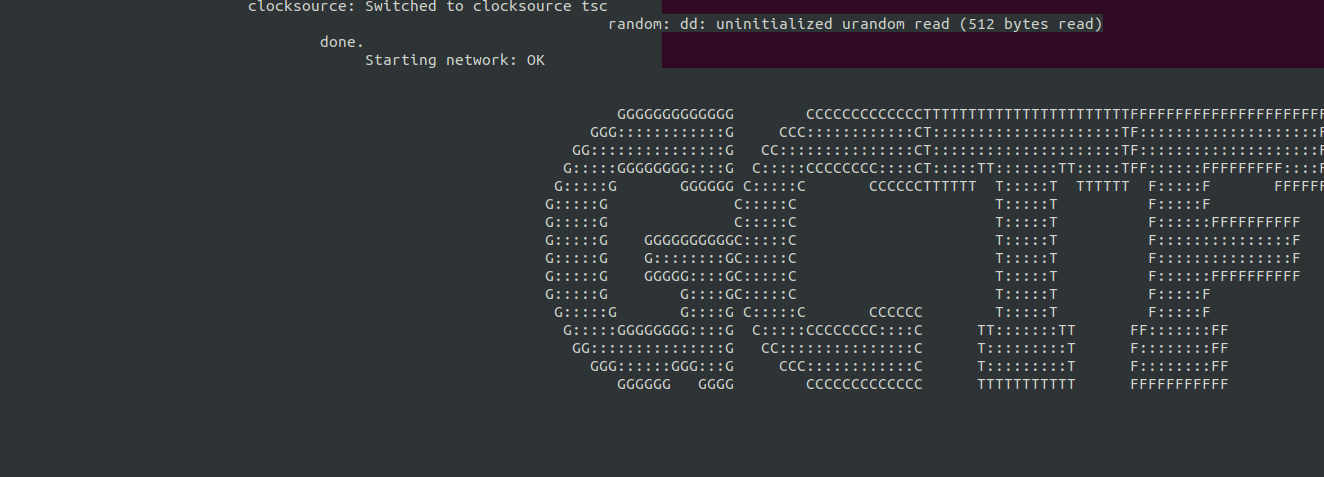 clocksource: Switched to clocksource tsc
random: dd: uninitialized urandom read (512 bytes read)
done.
Starting network: OK
GGGGGGGGGGGGG        CCCCCCCCCCCCCTTTTTTTTTTTTTTTTTTTTTTTFFFFFFFFFFFFFFFFFFFFFF
GGG::::::::::::G     CCC::::::::::::CT:::::::::::::::::::::TF::::::::::::::::::::F
GG:::::::::::::::G   CC:::::::::::::::CT:::::::::::::::::::::TF::::::::::::::::::::F
G:::::GGGGGGGG::::G  C:::::CCCCCCCC::::CT:::::TT:::::::TT:::::TFF::::::FFFFFFFFF::::F
G:::::G       GGGGGG C:::::C       CCCCCCTTTTTT  T:::::T  TTTTTT  F:::::F       FFFFFF
G:::::G              C:::::C                      T:::::T          F:::::F
G:::::G              C:::::C                      T:::::T          F::::::FFFFFFFFFF
G:::::G    GGGGGGGGGGC:::::C                      T:::::T          F:::::::::::::::F
G:::::G    G::::::::GC:::::C                      T:::::T          F:::::::::::::::F
G:::::G    GGGGG::::GC:::::C                      T:::::T          F::::::FFFFFFFFFF
G:::::G        G::::GC:::::C                      T:::::T          F:::::F
G:::::G       G::::G C:::::C       CCCCCC        T:::::T          F:::::F
G:::::GGGGGGGG::::G  C:::::CCCCCCCC::::C      TT:::::::TT      FF:::::::FF
GG:::::::::::::::G   CC:::::::::::::::C      T:::::::::T      F::::::::FF
GGG::::::GGG:::G     CCC::::::::::::C      T:::::::::T      F::::::::FF
GGGGGG   GGGG        CCCCCCCCCCCCC      TTTTTTTTTTT      FFFFFFFFFFF